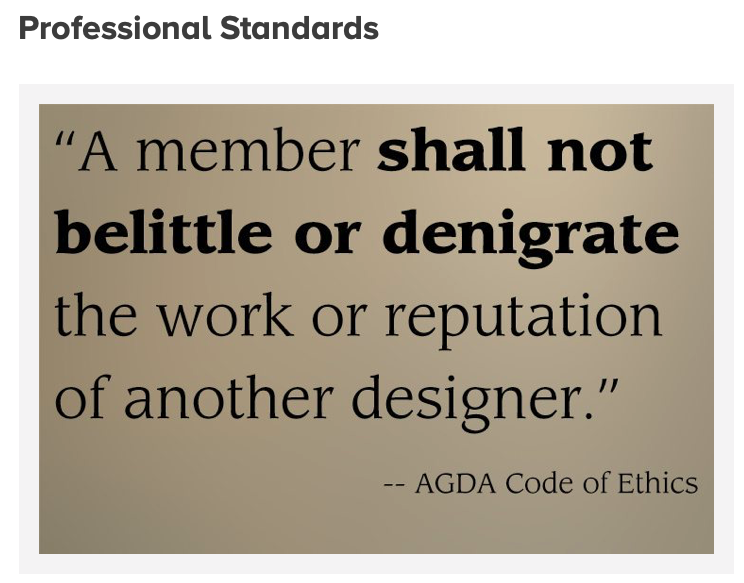 Professional Standards
“A member shall not
belittle or denigrate
the work or reputation
of another designer.”
-- AGDA Code of Ethics